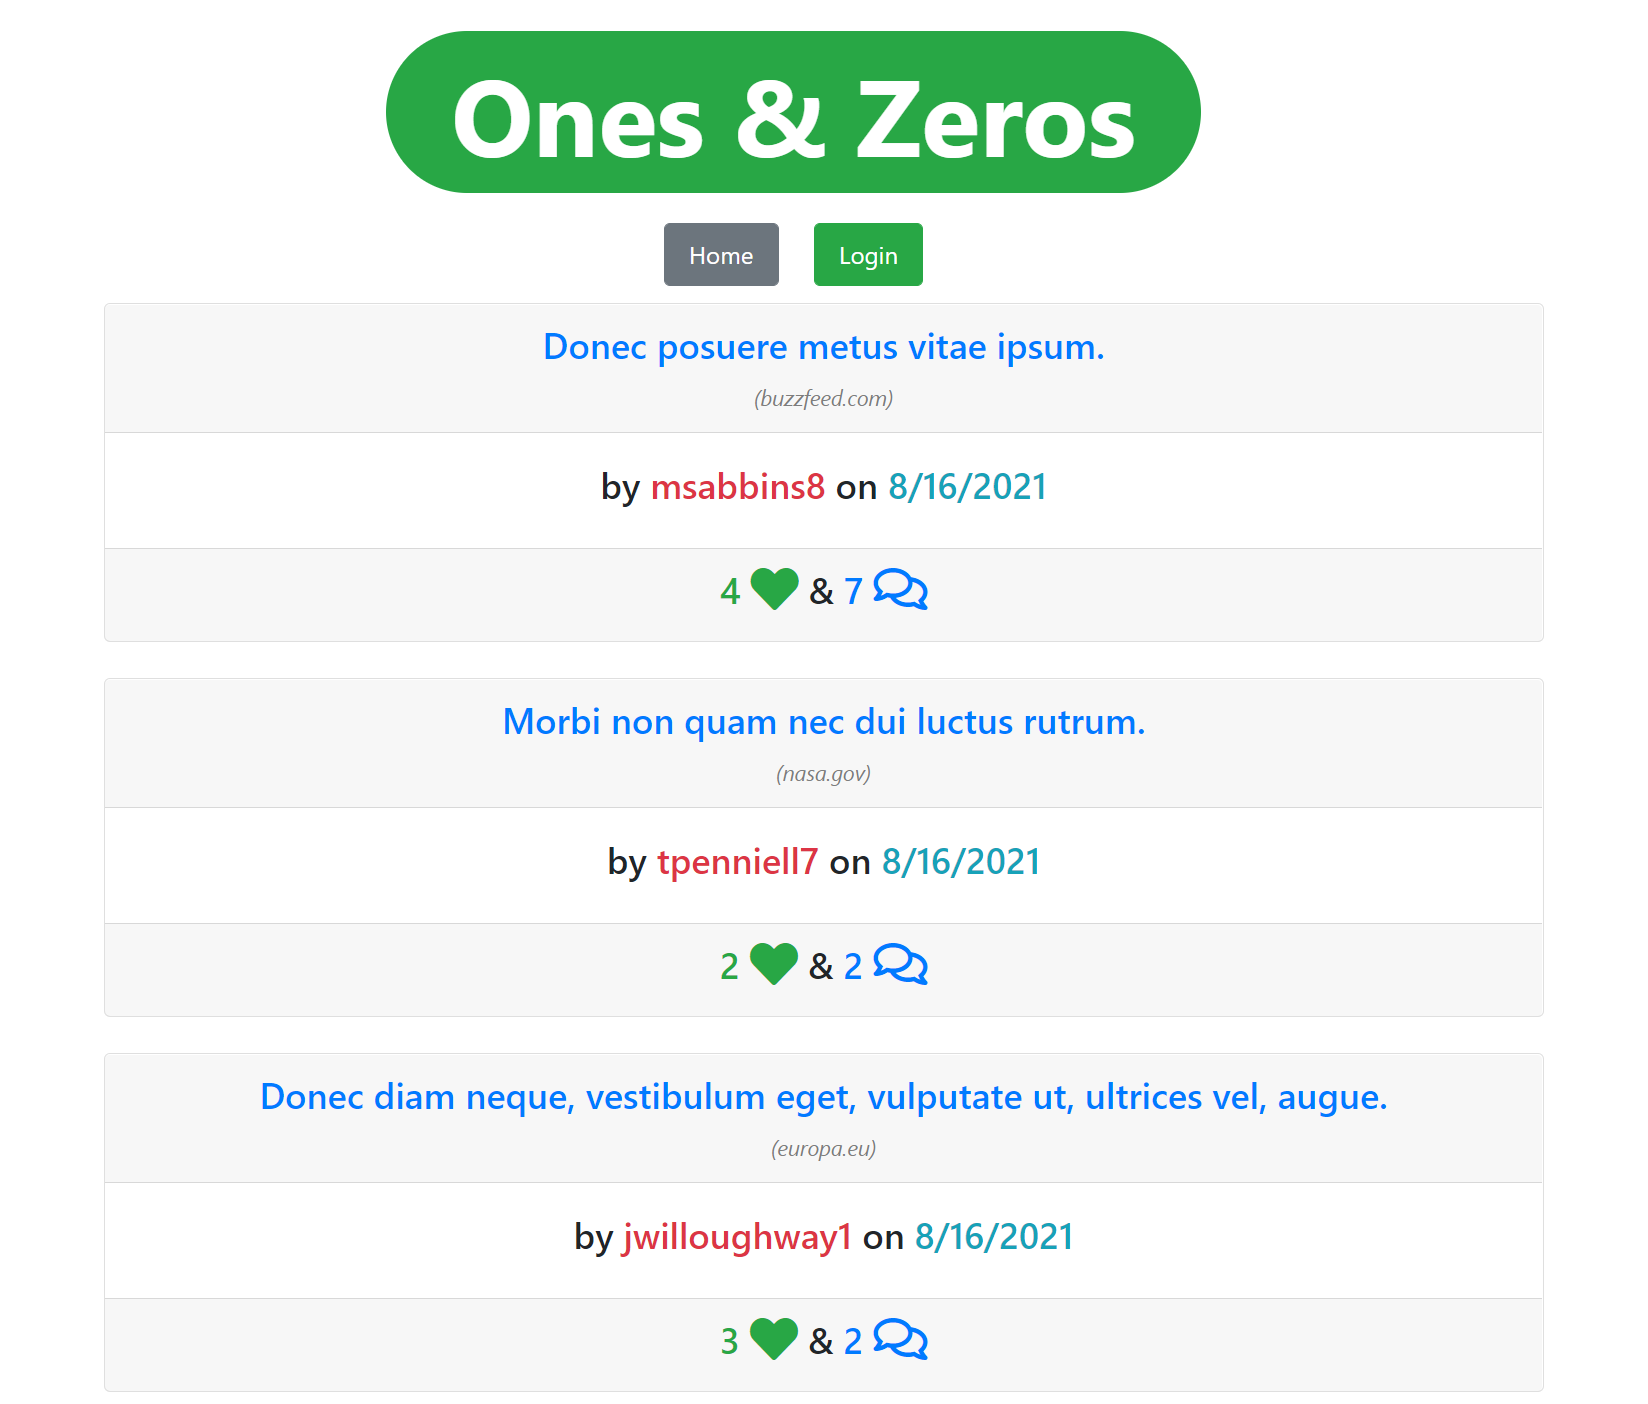 Ones & Zeros
Home Login
Donec posuere metus vitae ipsum.
(buzzfeed.com)
by msabbins8 on 8/16/2021
4 & 7
Morbi non quam nec dui luctus rutrum.
(nasa.gov)
by tpenniell7 on 8/16/2021
2 & 2
Donec diam neque, vestibulum eget, vulputate ut, ultrices vel, augue.
(europa.eu)
by jwilloughway1 on 8/16/2021
3 & 2